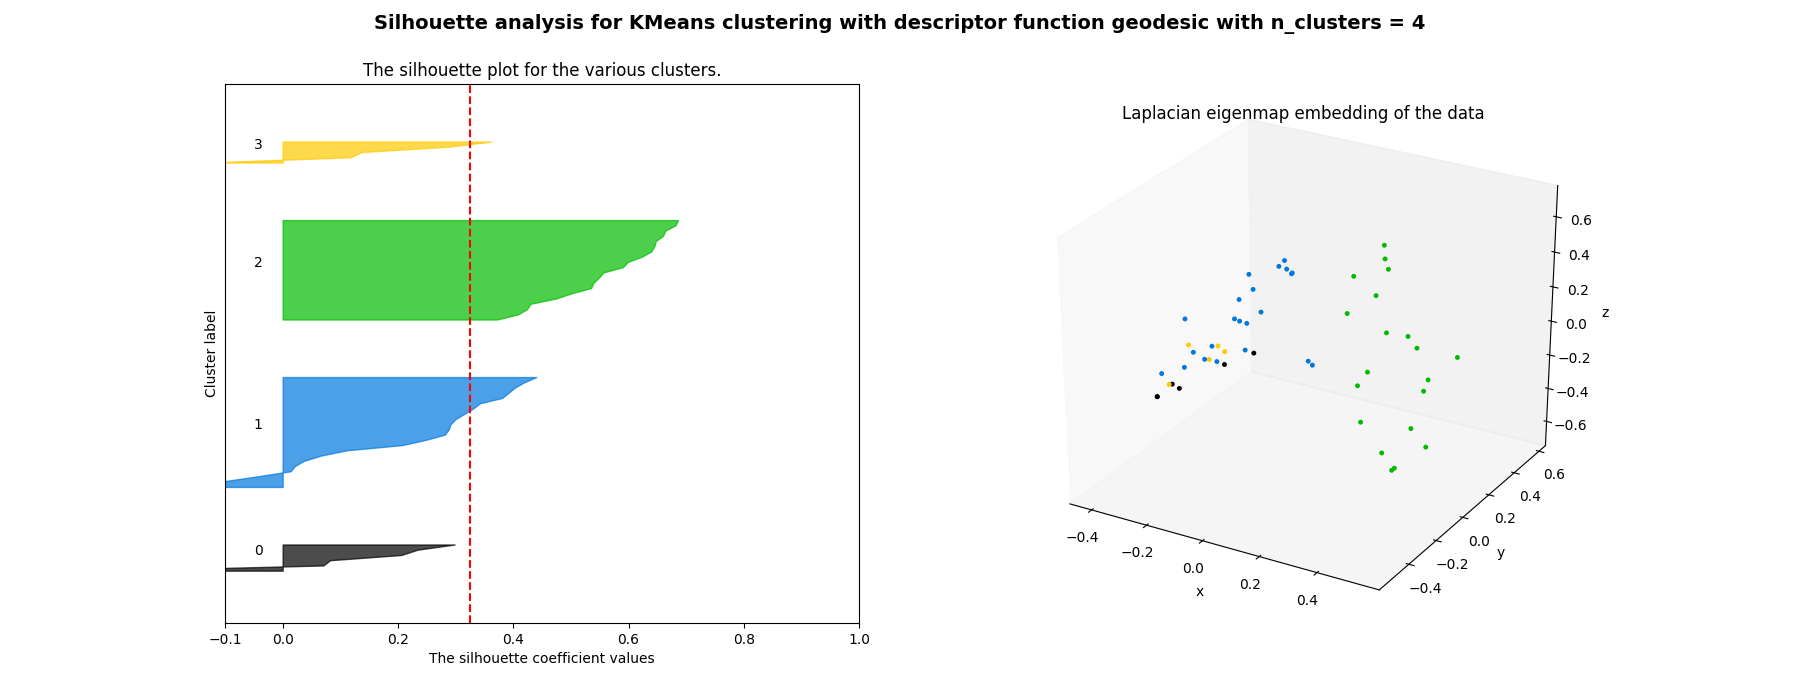 Silhouette analysis for KMeans clustering with descriptor function geodesic with n_clusters = 4
The silhouette plot for the various clusters.
3
2
1
0
Cluster label
−0.1 0.0 0.2 0.4 0.6 0.8 1.0
The silhouette coefficient values
Laplacian eigenmap embedding of the data
0.6
0.4
0.2
0.0
−0.2
−0.4
−0.6
z
−0.4
−0.2
0.0
0.2
0.4
x
0.6
0.4
0.2
0.0
−0.2
−0.4
y